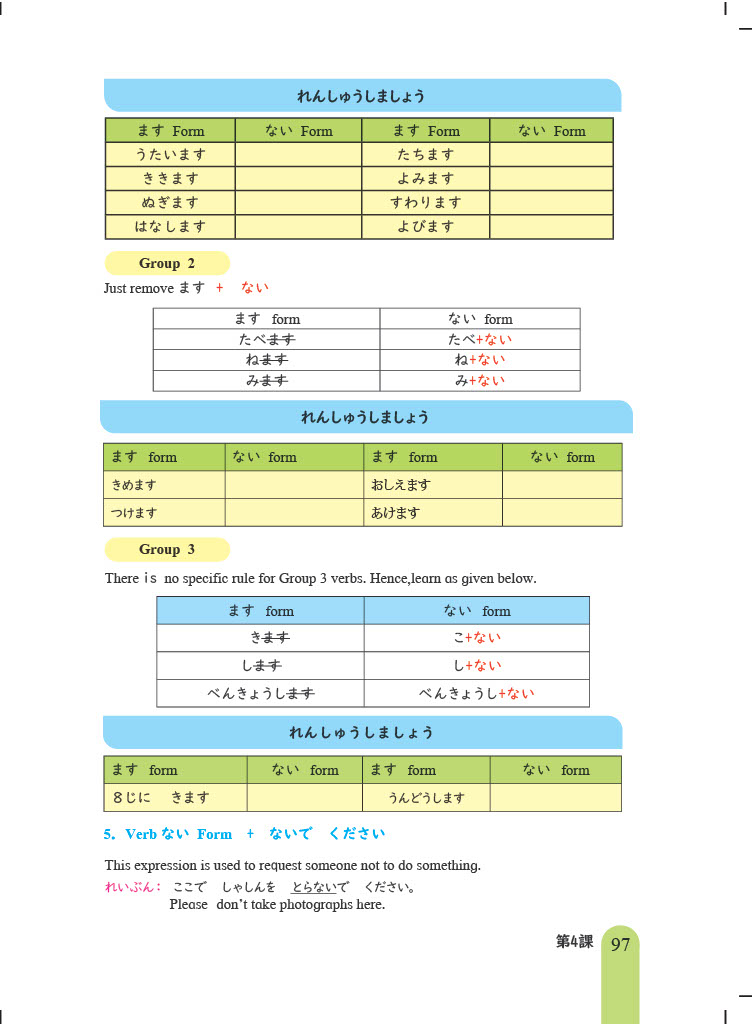 れんしゅうしましょう
ます Form ない Form ます Form ない Form
うたいます たちます
ききます よみます
ぬぎます すわります
はなします よびます
Group 2
Just remove ます + ない
ます form ない form
たべます たべ+ない
ねます ね+ない
みます み+ない
れんしゅうしましょう
ます form ない form ます form ない form
きめます おしえます
つけます あけます
Group 3
There is no specific rule for Group 3 verbs. Hence,learn as given below.
ます form ない form
きます こ+ない
します し+ない
べんきょうします べんきょうし+ない
れんしゅうしましょう
ます form ない form ます form ない form
8じに きます うんどうします
5. Verb ない Form + ないで ください
This expression is used to request someone not to do something.
れいぶん: ここで しゃしんを とらないで ください。
Please don't take photographs here.
第4課 97